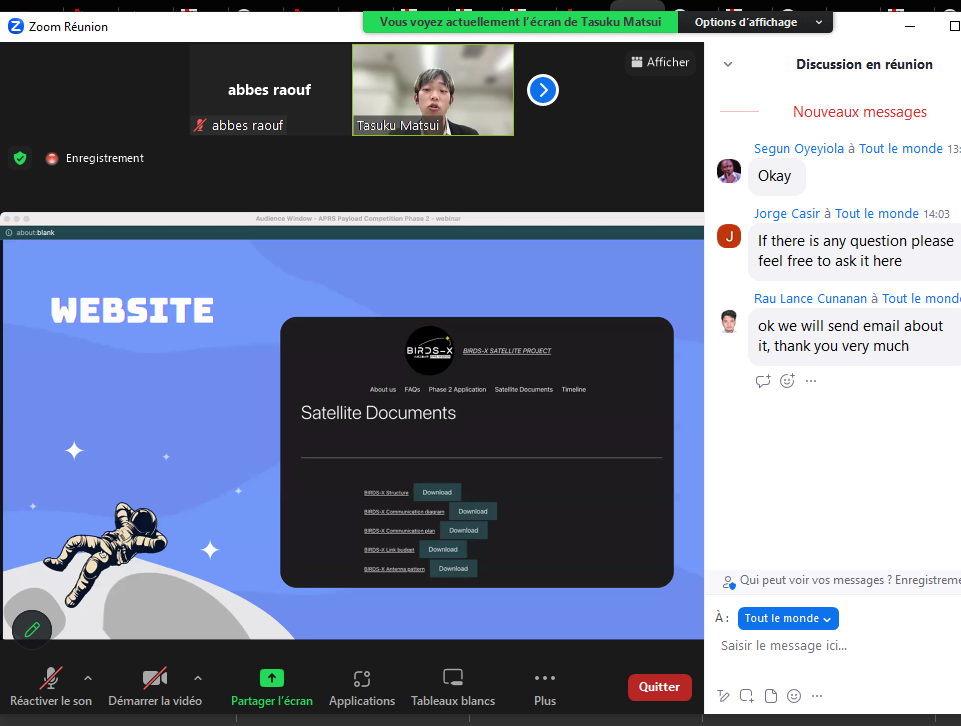 Zoom Réunion
Vous voyez actuellement l'écran de Tasuku Matsui
Options d'affichage
abbes raouf
abbes raouf
Tasuku Matsui
Afficher
Enregistrement
Audience Window - APRS Payload Competition Phase 2 - webinar
about:blank
WEBSITE
BIRDS-X
BIRDS-X SATELLITE PROJECT
About us FAQs Phase 2 Application Satellite Documents Timeline
Satellite Documents
BIRDS-X Structure Download
BIRDS-X Communication diagram Download
BIRDS-X Communication plan Download
BIRDS-X Link budget Download
BIRDS-X Antenna pattern Download
Réactiver le son
Démarrer la vidéo
Partager l'écran
Applications
Tableaux blancs
Plus
Quitter
Discussion en réunion
Nouveaux messages
Segun Oyeyiola à Tout le monde 13:
Okay
J
Jorge Casir à Tout le monde 14:03
If there is any question please
feel free to ask it here
Rau Lance Cunanan à Tout le monde
ok we will send email about
it, thank you very much
Qui peut voir vos messages ? Enregistreme
À :
Tout le monde
Saisir le message ici...